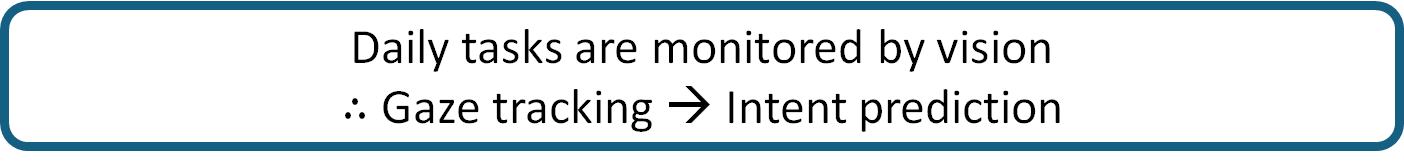 Daily tasks are monitored by vision
∴ Gaze tracking → Intent prediction